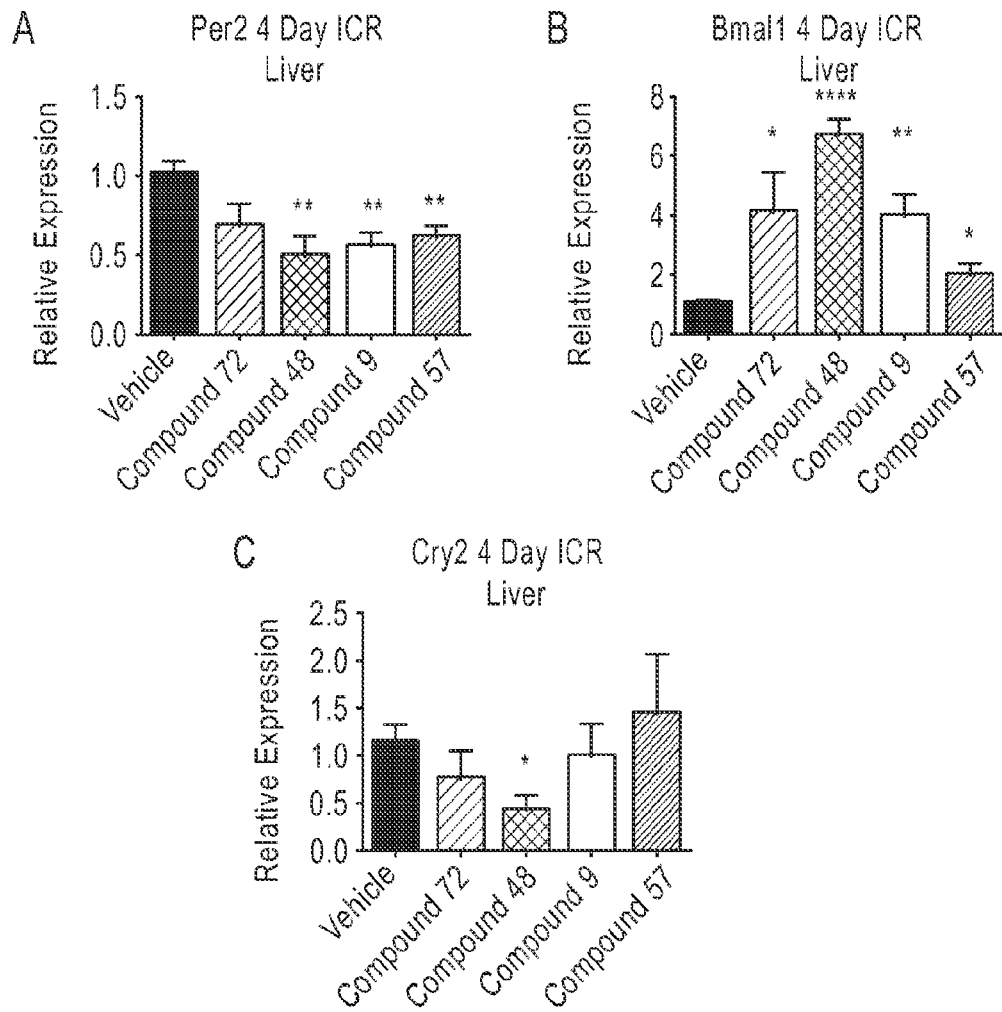 A
Per2 4 Day ICR
Liver
Relative Expression
1.5
1.0
0.5
0.0
** ** **
Vehicle
Compound 72
Compound 48
Compound 9
Compound 57
B
Bmal1 4 Day ICR
Liver
Relative Expression
8
6
4
2
0
* **** ** *
Vehicle
Compound 72
Compound 48
Compound 9
Compound 57
C
Cry2 4 Day ICR
Liver
Relative Expression
2.5
2.0
1.5
1.0
0.5
0.0
*
Vehicle
Compound 72
Compound 48
Compound 9
Compound 57